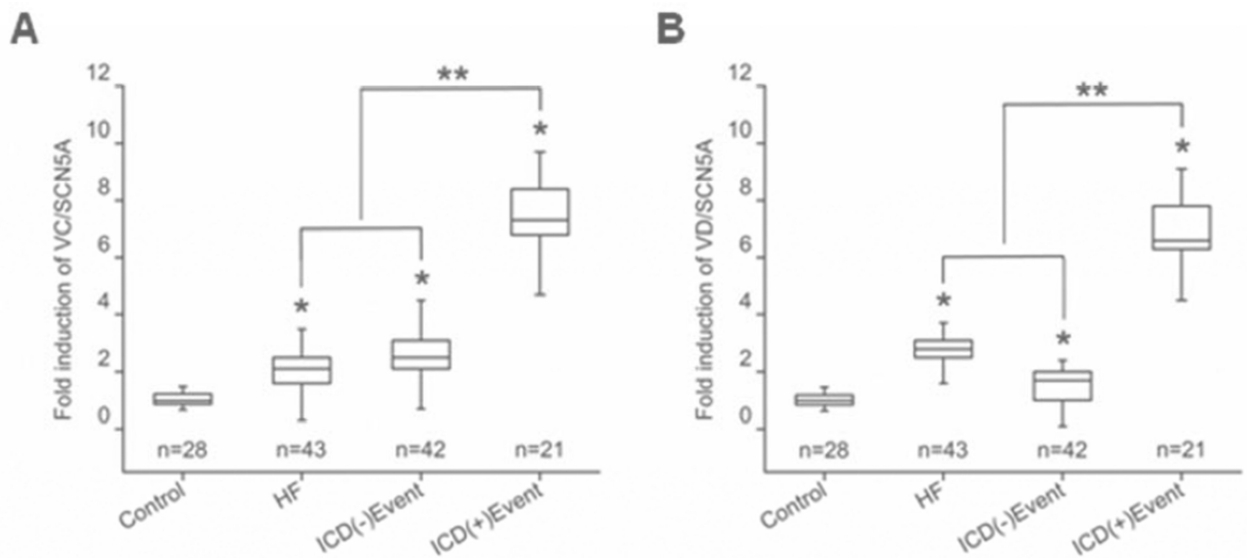 A
Fold induction of VC/SCN5A
12
10
8
6
4
2
0
**
*
*
*
n=28
n=43
n=42
n=21
Control
HF
ICD(-)Event
ICD(+)Event
B
Fold induction of VD/SCN5A
12
10
8
6
4
2
0
**
*
*
*
n=28
n=43
n=42
n=21
Control
HF
ICD(-)Event
ICD(+)Event